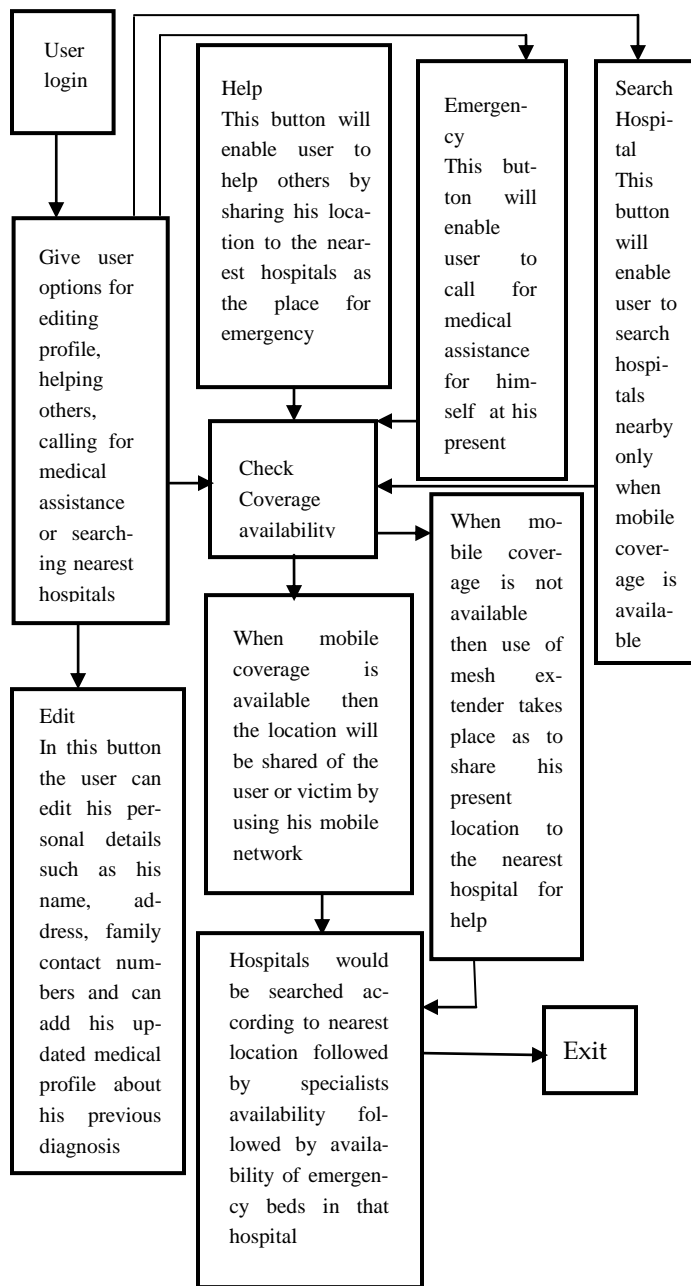 User
login
Help
This button will
enable user to
help others by
sharing his loca-
tion to the near-
est hospitals as
the place for
emergency
Emergen-
cy
This but-
ton will
enable
user to
call for
medical
assistance
for him-
self at his
present
Search
Hospi-
tal
This
button
will
enable
user to
search
hospi-
tals
nearby
only
when
mobile
cover-
age is
availa-
ble
Give user
options for
editing
profile,
helping
others,
calling for
medical
assistance
or search-
ing nearest
hospitals
Check
Coverage
availability
When mo-
bile cover-
age is not
available
then use of
mesh ex-
tender takes
place as to
share his
present
location to
the nearest
hospital for
help
When mobile
coverage is
available then
the location will
be shared of the
user or victim by
using his mobile
network
Edit
In this button
the user can
edit his per-
sonal details
such as his
name, ad-
dress, family
contact num-
bers and can
add his up-
dated medical
profile about
his previous
diagnosis
Hospitals would
be searched ac-
cording to nearest
location followed
by specialists
availability fol-
lowed by availa-
bility of emergen-
cy beds in that
hospital
Exit